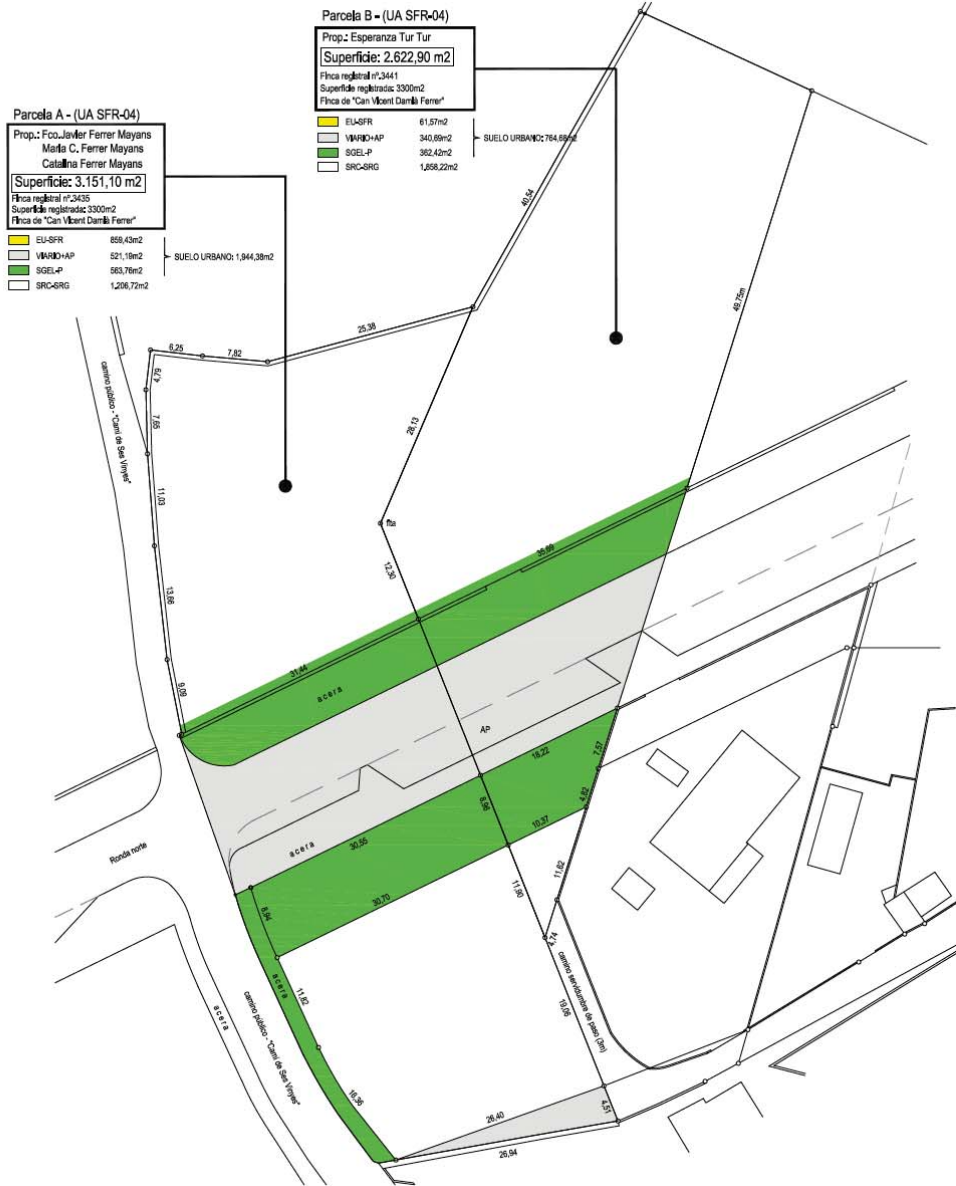 Parcela B - (UA SFR-04)
Prop.: Esperanza Tur Tur
Superficie: 2.622,90 m2
Finca registral nº.3441
Superficie registrada: 3300m2
Finca de "Can Vicent Damià Ferrer"
EU-SFR 61,57m2
VIARIO+AP 340,69m2
SGEL-P 362,42m2
SRC-SRG 1,858,22m2
SUELO URBANO: 764,68m2
Parcela A - (UA SFR-04)
Prop.: Fco.Javier Ferrer Mayans
María C. Ferrer Mayans
Catalina Ferrer Mayans
Superficie: 3.151,10 m2
Finca registral nº.3435
Superficie registrada: 3300m2
Finca de "Can Vicent Damià Ferrer"
EU-SFR 859,43m2
VIARIO+AP 521,19m2
SGEL-P 563,76m2
SRC-SRG 1,206,72m2
SUELO URBANO: 1,944,38m2
40,54
49,75m
25,38
6,25
7,82
4,79
7,65
camino público - "Camí de Ses Vinyes"
28,13
11,03
fita
12,30
13,66
9,09
31,44
acera
AP
18,22
7,57
8,96
4,82
10,37
acera
30,55
30,70
Ronda norte
8,94
11,90
11,62
4,74
acera
11,82
camino servidumbre de paso (3m)
19,06
acera
camino público - "Camí de Ses Vinyes"
18,36
26,40
4,51
26,94